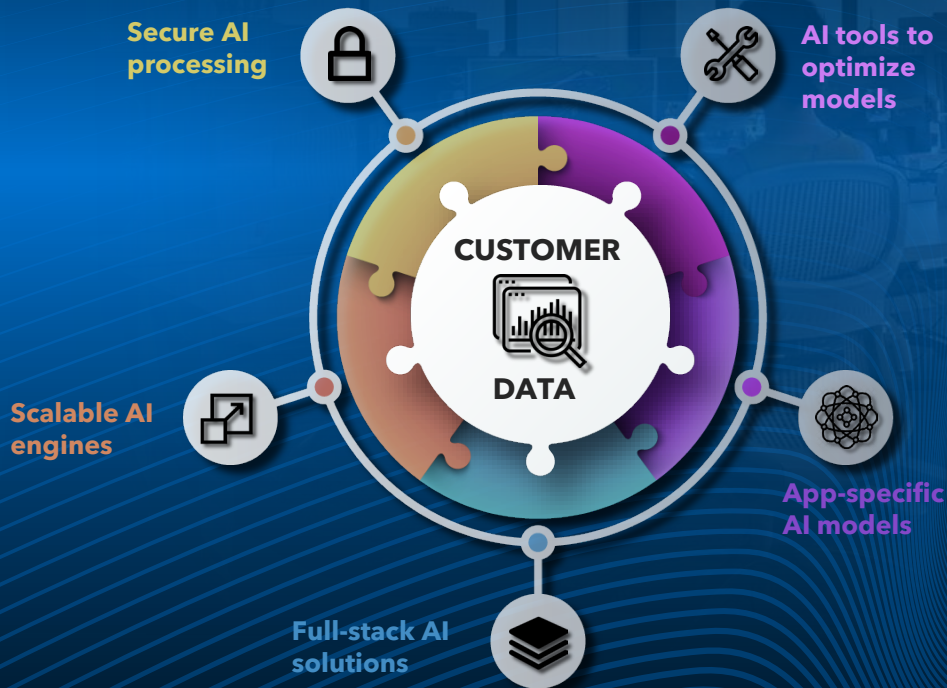 Secure AI
processing
AI tools to
optimize
models
CUSTOMER
DATA
Scalable AI
engines
App-specific
AI models
Full-stack AI
solutions